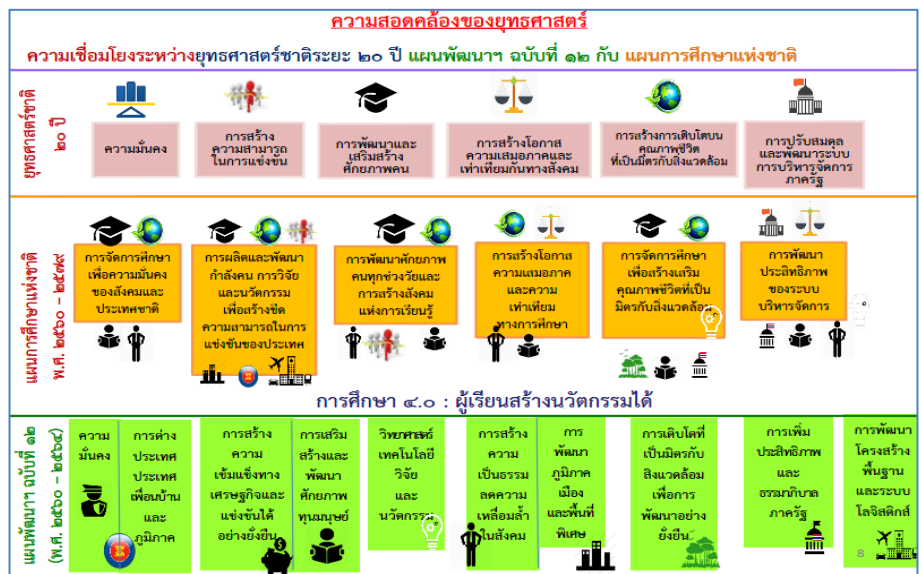 ความสอดคล้องของยุทธศาสตร์
ความเชื่อมโยงระหว่างยุทธศาสตร์ชาติระยะ ๒๐ ปี แผนพัฒนาฯ ฉบับที่ ๑๒ กับ แผนการศึกษาแห่งชาติ
ยุทธศาสตร์ชาติ
๒๐ ปี
ความมั่นคง
การสร้าง
ความสามารถ
ในการแข่งขัน
การพัฒนาและ
เสริมสร้าง
ศักยภาพคน
การสร้างโอกาส
ความเสมอภาคและ
เท่าเทียมกันทางสังคม
การสร้างการเติบโตบน
คุณภาพชีวิต
ที่เป็นมิตรกับสิ่งแวดล้อม
การปรับสมดุล
และพัฒนาระบบ
การบริหารจัดการ
ภาครัฐ
แผนการศึกษาแห่งชาติ
พ.ศ. ๒๕๖๐ - ๒๕๗๙
การจัดการศึกษา
เพื่อความมั่นคง
ของสังคมและ
ประเทศชาติ
การผลิตและพัฒนา
กำลังคน การวิจัย
และนวัตกรรม
เพื่อสร้างขีด
ความสามารถในการ
แข่งขันของประเทศ
การพัฒนาศักยภาพ
คนทุกช่วงวัยและ
การสร้างสังคม
แห่งการเรียนรู้
การสร้างโอกาส
ความเสมอภาค
และความ
เท่าเทียม
ทางการศึกษา
การจัดการศึกษา
เพื่อสร้างเสริม
คุณภาพชีวิตที่เป็น
มิตรกับสิ่งแวดล้อม
การพัฒนา
ประสิทธิภาพ
ของระบบ
บริหารจัดการ
การศึกษา ๔.๐ : ผู้เรียนสร้างนวัตกรรมได้
แผนพัฒนาฯ ฉบับที่ ๑๒
(พ.ศ. ๒๕๖๐ - ๒๕๖๔)
ความ
มั่นคง
การต่าง
ประเทศ
ประเทศ
เพื่อนบ้าน
และ
ภูมิภาค
การสร้าง
ความ
เข้มแข็งทาง
เศรษฐกิจและ
แข่งขันได้
อย่างยั่งยืน
การเสริม
สร้างและ
พัฒนา
ศักยภาพ
ทุนมนุษย์
วิทยาศาสตร์
เทคโนโลยี
วิจัย
และ
นวัตกรรม
การสร้าง
ความ
เป็นธรรม
ลดความ
เหลื่อมล้ำ
ในสังคม
การ
พัฒนา
ภูมิภาค
เมือง
และพื้นที่
พิเศษ
การเติบโตที่
เป็นมิตรกับ
สิ่งแวดล้อม
เพื่อการ
พัฒนาอย่าง
ยั่งยืน
การเพิ่ม
ประสิทธิภาพ
และ
ธรรมาภิบาล
ภาครัฐ
การพัฒนา
โครงสร้าง
พื้นฐาน
และระบบ
โลจิสติกส์
8